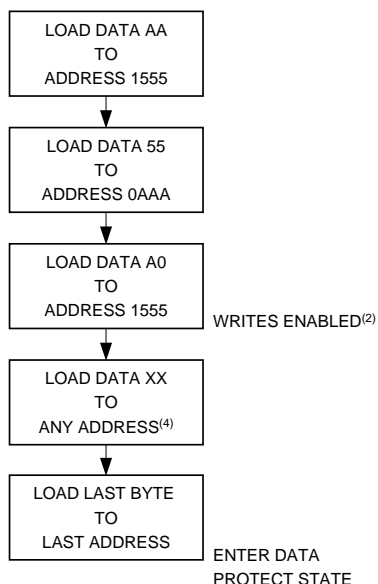 LOAD DATA AA
TO
ADDRESS 1555
LOAD DATA 55
TO
ADDRESS 0AAA
LOAD DATA A0
TO
ADDRESS 1555
WRITES ENABLED(2)
LOAD DATA XX
TO
ANY ADDRESS(4)
LOAD LAST BYTE
TO
LAST ADDRESS
ENTER DATA
PROTECT STATE